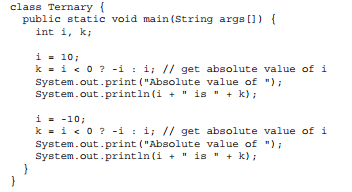 class Ternary {
  public static void main(String args[]) {
    int i, k;

    i = 10;
    k = i < 0 ? -i : i; // get absolute value of i
    System.out.print("Absolute value of ");
    System.out.println(i + " is " + k);

    i = -10;
    k = i < 0 ? -i : i; // get absolute value of i
    System.out.print("Absolute value of ");
    System.out.println(i + " is " + k);
  }
}